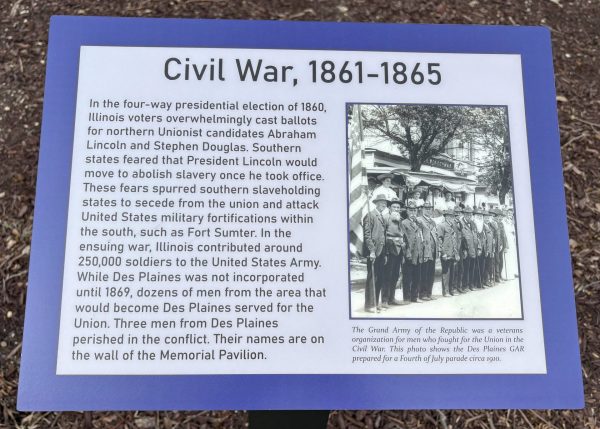 Civil War, 1861-1865
In the four-way presidential election of 1860,
Illinois voters overwhelmingly cast ballots
for northern Unionist candidates Abraham
Lincoln and Stephen Douglas. Southern
states feared that President Lincoln would
move to abolish slavery once he took office.
These fears spurred southern slaveholding
states to secede from the union and attack
United States military fortifications within
the south, such as Fort Sumter. In the
ensuing war, Illinois contributed around
250,000 soldiers to the United States Army.
While Des Plaines was not incorporated
until 1869, dozens of men from the area that
would become Des Plaines served for the
Union. Three men from Des Plaines
perished in the conflict. Their names are on
the wall of the Memorial Pavilion.
The Grand Army of the Republic was a veterans
organization for men who fought for the Union in the
Civil War. This photo shows the Des Plaines GAR
prepared for a Fourth of July parade circa 1910.